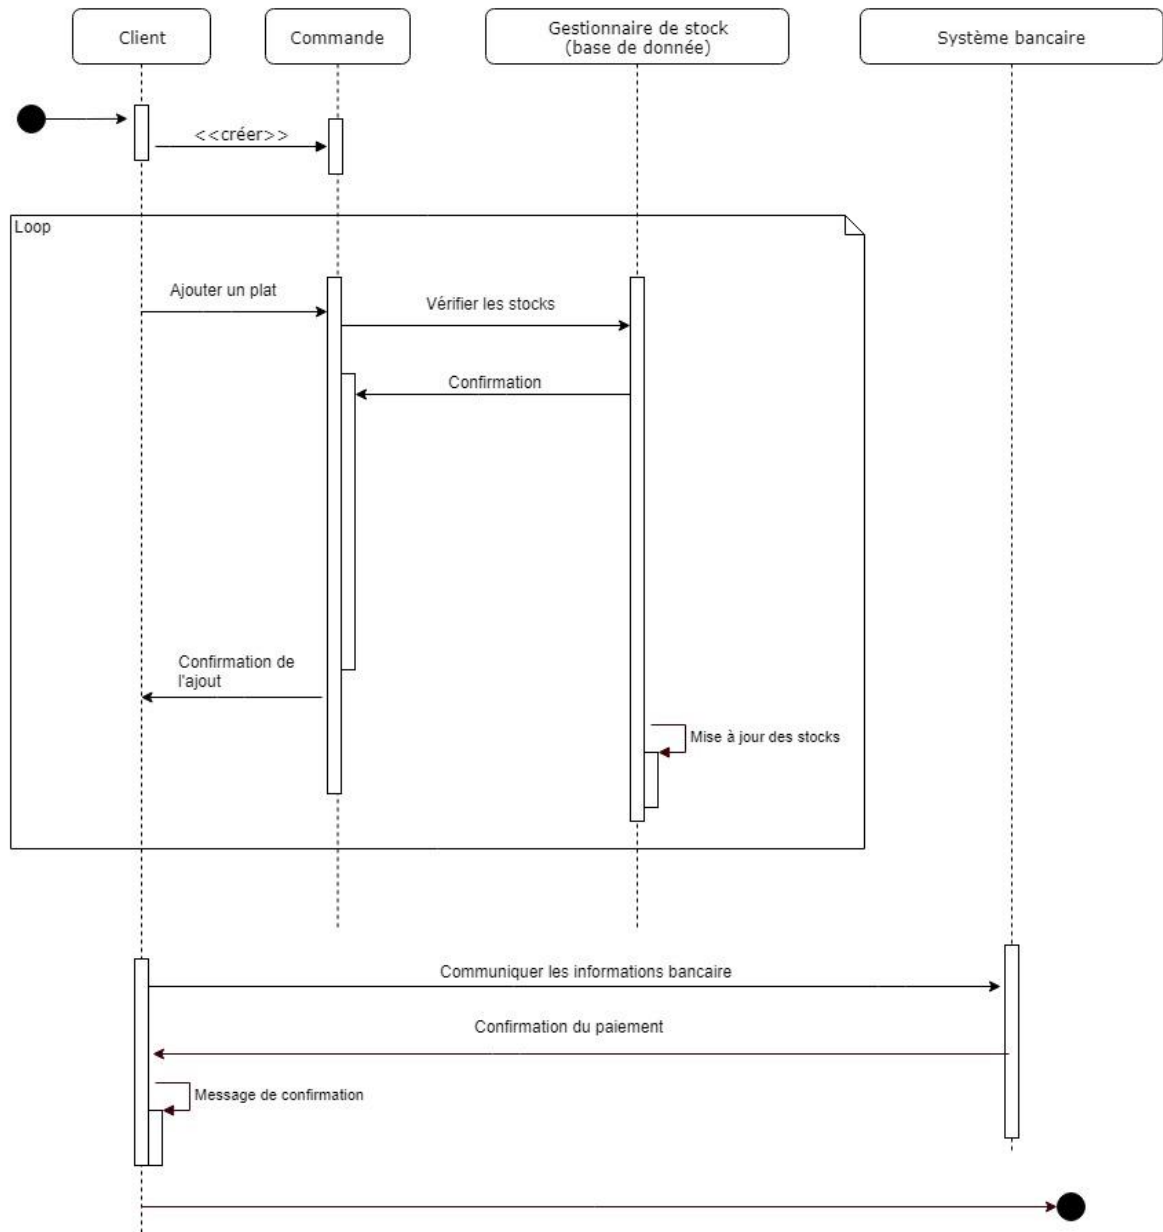 Client
Commande
Gestionnaire de stock
(base de donnée)
Système bancaire
<<créer>>
Loop
Ajouter un plat
Vérifier les stocks
Confirmation
Confirmation de
l'ajout
Mise à jour des stocks
Communiquer les informations bancaire
Confirmation du paiement
Message de confirmation